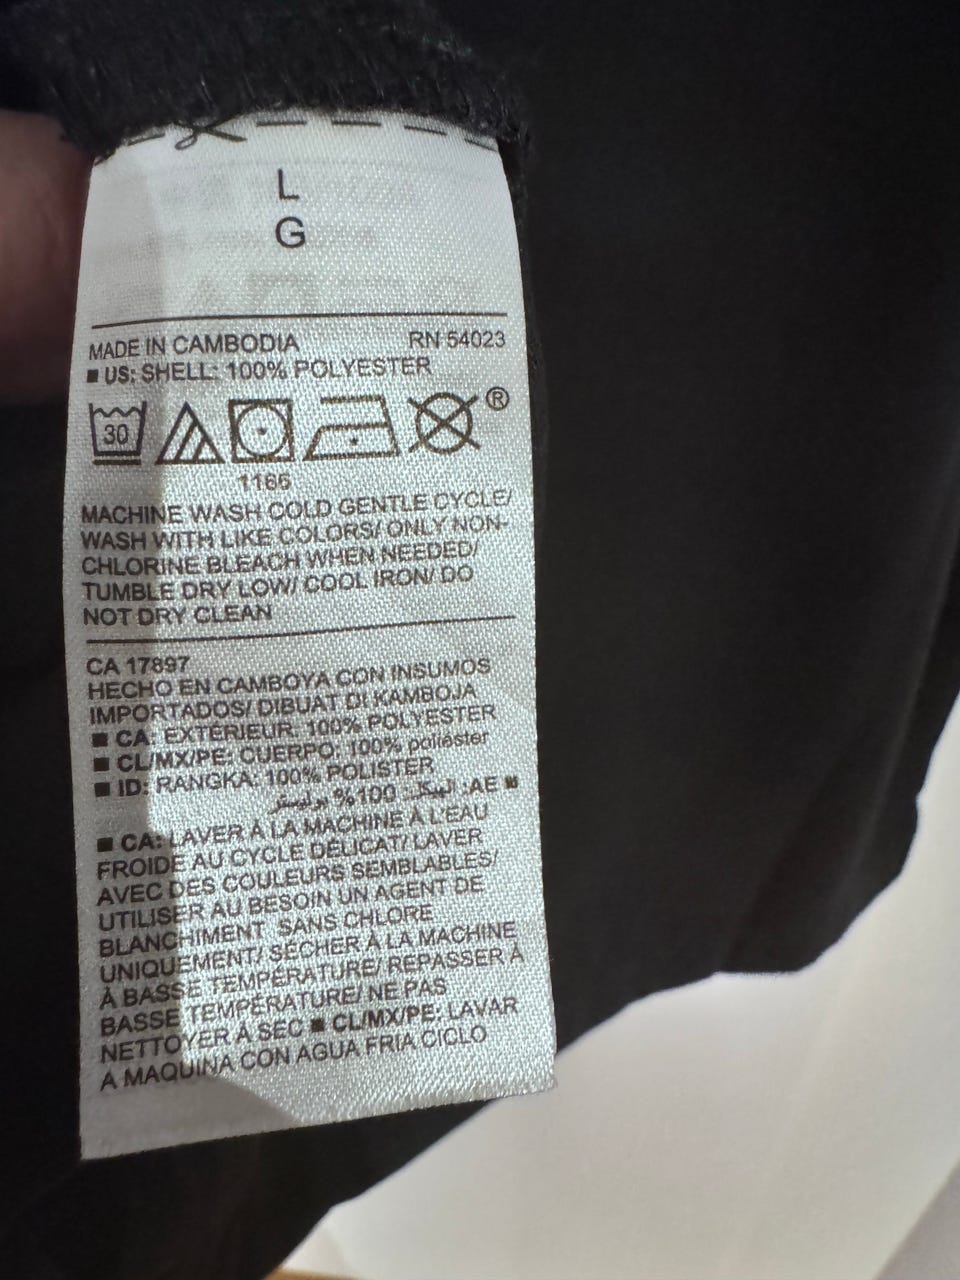 L
G
MADE IN CAMBODIA RN 54023
■ US: SHELL: 100% POLYESTER
30 ®
1166
MACHINE WASH COLD GENTLE CYCLE/
WASH WITH LIKE COLORS/ ONLY NON-
CHLORINE BLEACH WHEN NEEDED/
TUMBLE DRY LOW/ COOL IRON/ DO
NOT DRY CLEAN
CA 17897
HECHO EN CAMBOYA CON INSUMOS
IMPORTADOS/ DIBUAT DI KAMBOJA
■ CA: EXTÉRIEUR: 100% POLYESTER
■ CL/MX/PE: CUERPO: 100% poliéster
■ ID: RANGKA: 100% POLISTER
■ AE: الهيكل: 100% بوليستر
■ CA: LAVER À LA MACHINE À L'EAU
FROIDE AU CYCLE DÉLICAT/ LAVER
AVEC DES COULEURS SEMBLABLES/
UTILISER AU BESOIN UN AGENT DE
BLANCHIMENT SANS CHLORE
UNIQUEMENT/ SÉCHER À LA MACHINE
À BASSE TEMPÉRATURE/ REPASSER À
BASSE TEMPÉRATURE/ NE PAS
NETTOYER À SEC ■ CL/MX/PE: LAVAR
A MAQUINA CON AGUA FRIA CICLO